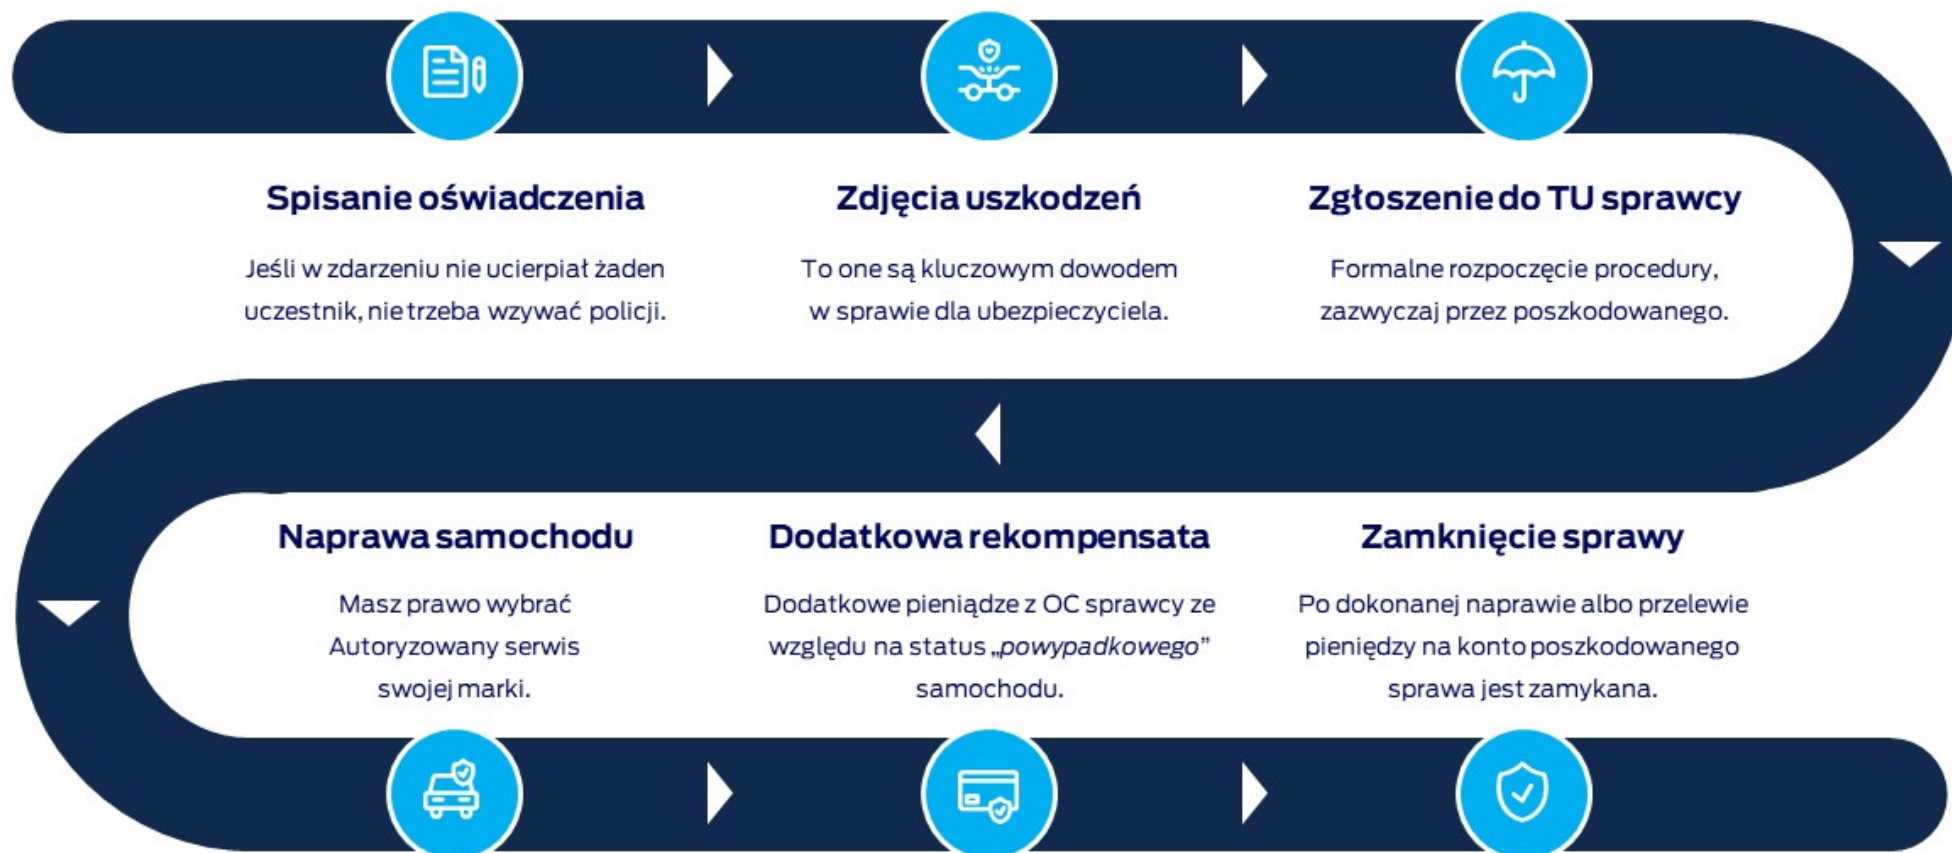 Spisanie oświadczenia
Jeśli w zdarzeniu nie ucierpiał żaden
uczestnik, nie trzeba wzywać policji.
Zdjęcia uszkodzeń
To one są kluczowym dowodem
w sprawie dla ubezpieczyciela.
Zgłoszenie do TU sprawcy
Formalne rozpoczęcie procedury,
zazwyczaj przez poszkodowanego.
Naprawa samochodu
Masz prawo wybrać
Autoryzowany serwis
swojej marki.
Dodatkowa rekompensata
Dodatkowe pieniądze z OC sprawcy ze
względu na status „powypadkowego”
samochodu.
Zamknięcie sprawy
Po dokonanej naprawie albo przelewie
pieniędzy na konto poszkodowanego
sprawa jest zamykana.